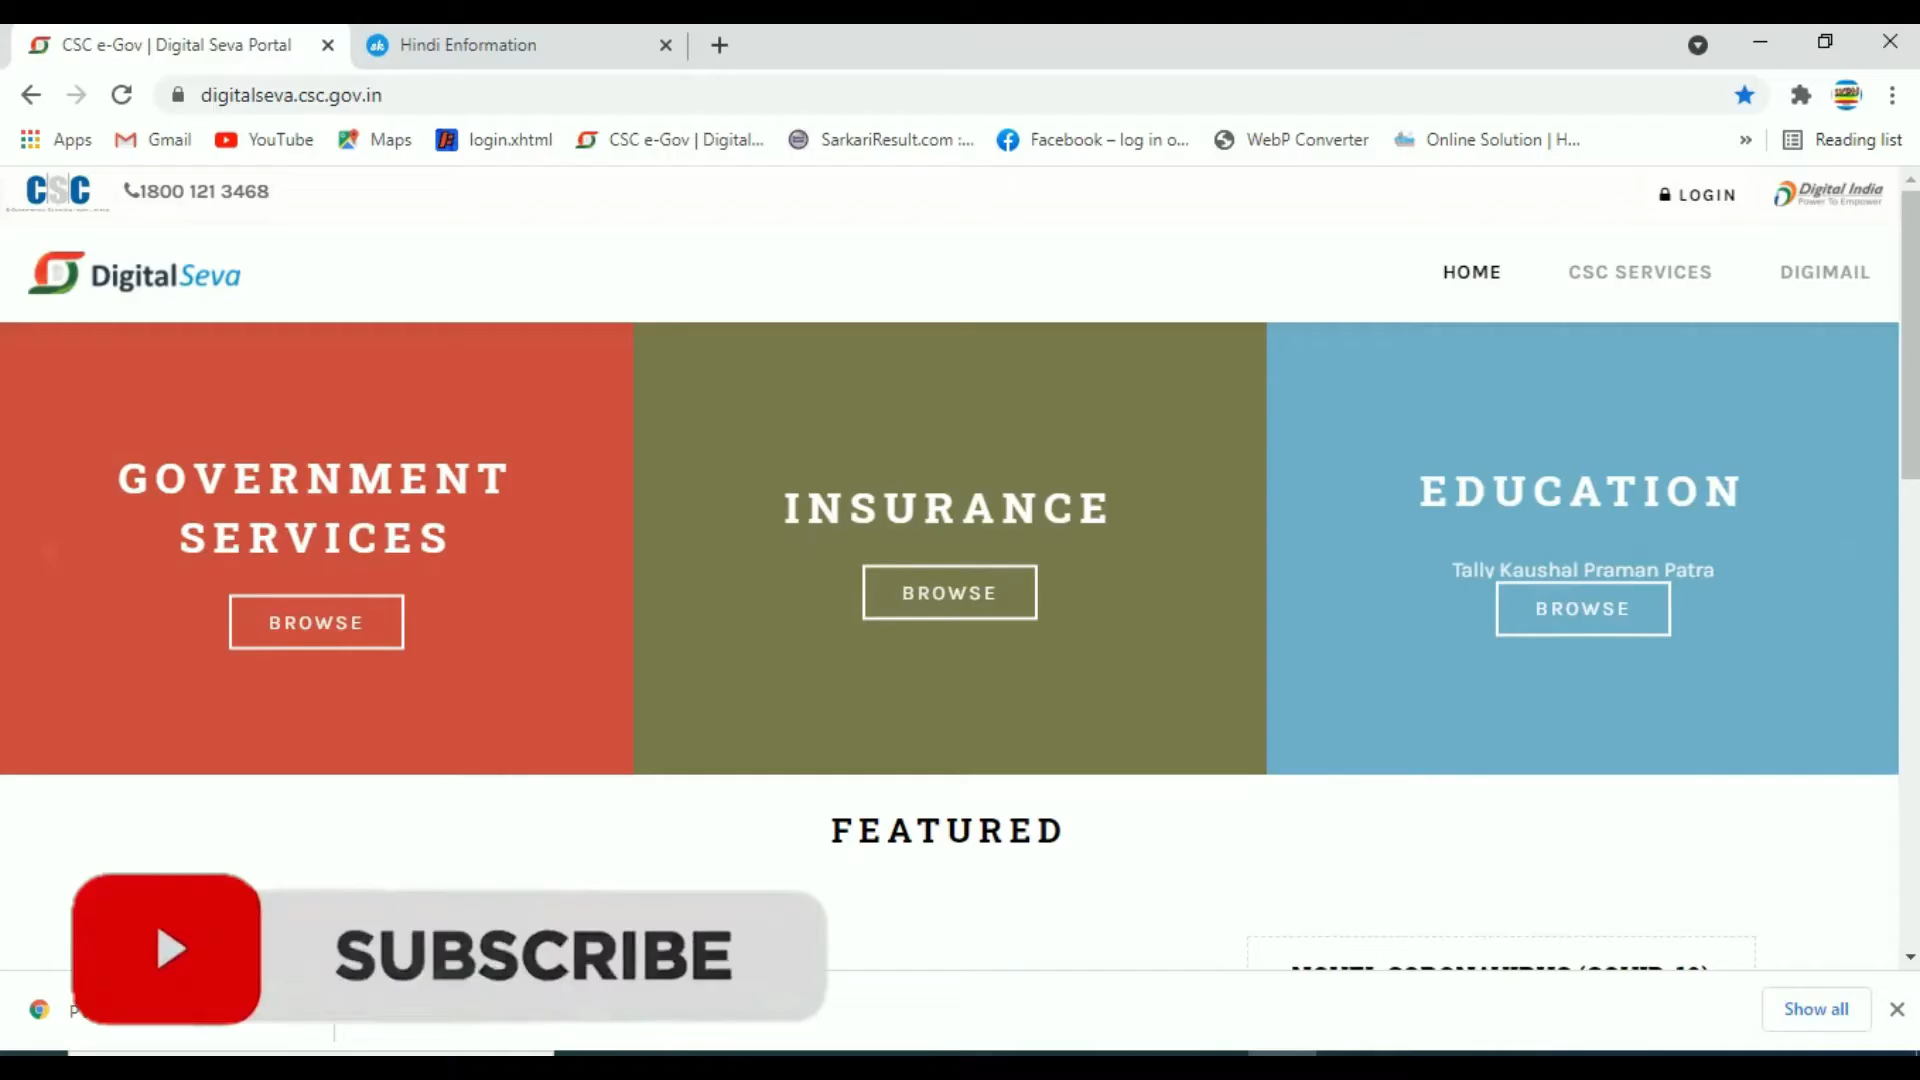 CSC e-Gov | Digital Seva Portal
Hindi Enformation
digitalseva.csc.gov.in
Apps
Gmail
YouTube
Maps
login.xhtml
CSC e-Gov | Digital...
SarkariResult.com :...
Facebook – log in o...
WebP Converter
Online Solution | H...
»
Reading list
CSC
1800 121 3468
LOGIN
Digital India
Power To Empower
DigitalSeva
HOME
CSC SERVICES
DIGIMAIL
GOVERNMENT
SERVICES
BROWSE
INSURANCE
BROWSE
EDUCATION
Tally Kaushal Praman Patra
BROWSE
FEATURED
SUBSCRIBE
Show all